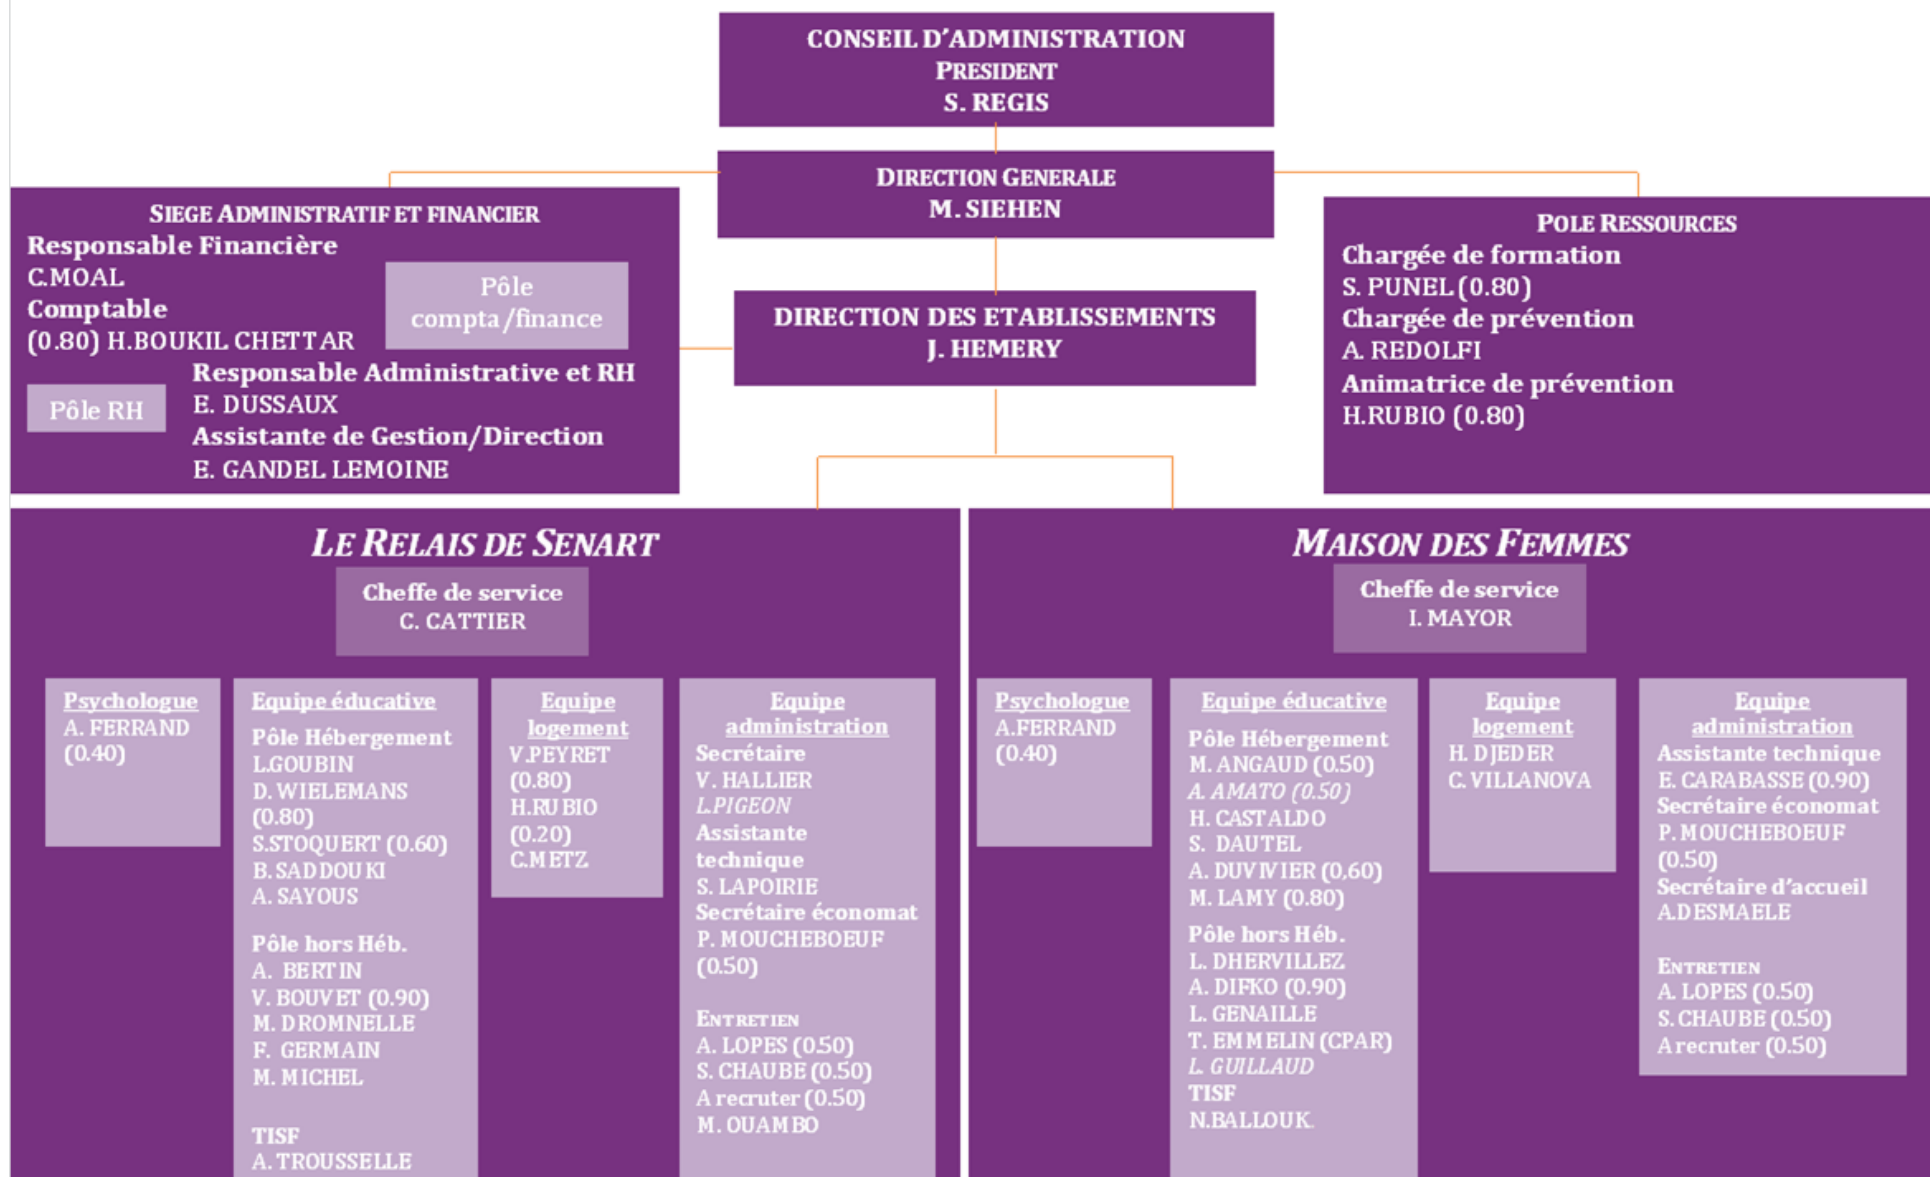 CONSEIL D'ADMINISTRATION
PRESIDENT
S. REGIS
DIRECTION GENERALE
M. SIEHEN
SIEGE ADMINISTRATIF ET FINANCIER
Responsable Financière
C.MOAL
Comptable
(0.80) H.BOUKIL CHETTAR
Pôle
compta/finance
Responsable Administrative et RH
E. DUSSAUX
Assistante de Gestion/Direction
E. GANDEL LEMOINE
Pôle RH
DIRECTION DES ETABLISSEMENTS
J. HEMERY
POLE RESSOURCES
Chargée de formation
S. PUNEL (0.80)
Chargée de prévention
A. REDOLFI
Animatrice de prévention
H.RUBIO (0.80)
LE RELAIS DE SENART
Cheffe de service
C. CATTIER
Psychologue
A. FERRAND
(0.40)
Equipe éducative
Pôle Hébergement
L.GOUBIN
D. WIELEMANS
(0.80)
S.STOQUERT (0.60)
B. SADDOUKI
A. SAYOUS
Pôle hors Héb.
A. BERTIN
V. BOUVET (0.90)
M. DROMNELLE
F. GERMAIN
M. MICHEL
TISF
A. TROUSSELLE
Equipe
logement
V.PEYRET
(0.80)
H.RUBIO
(0.20)
C.METZ
Equipe
administration
Secrétaire
V. HALLIER
L.PIGEON
Assistante
technique
S. LAPOIRIE
Secrétaire économat
P. MOUCHEBOEUF
(0.50)
ENTRETIEN
A. LOPES (0.50)
S. CHAUBE (0.50)
A recruter (0.50)
M. OUAMBO
MAISON DES FEMMES
Cheffe de service
I. MAYOR
Psychologue
A.FERRAND
(0.40)
Equipe éducative
Pôle Hébergement
M. ANGAUD (0.50)
A. AMATO (0.50)
H. CASTALDO
S. DAUTEL
A. DUVIVIER (0,60)
M. LAMY (0.80)
Pôle hors Héb.
L. DHERVILLEZ
A. DIFKO (0.90)
L. GENAILLE
T. EMMELIN (CPAR)
L. GUILLAUD
TISF
N.BALLOUK.
Equipe
logement
H. DJEDER
C. VILLANOVA
Equipe
administration
Assistante technique
E. CARABASSE (0.90)
Secrétaire économat
P. MOUCHEBOEUF
(0.50)
Secrétaire d'accueil
A.DESMAELE
ENTRETIEN
A. LOPES (0.50)
S. CHAUBE (0.50)
A recruter (0.50)